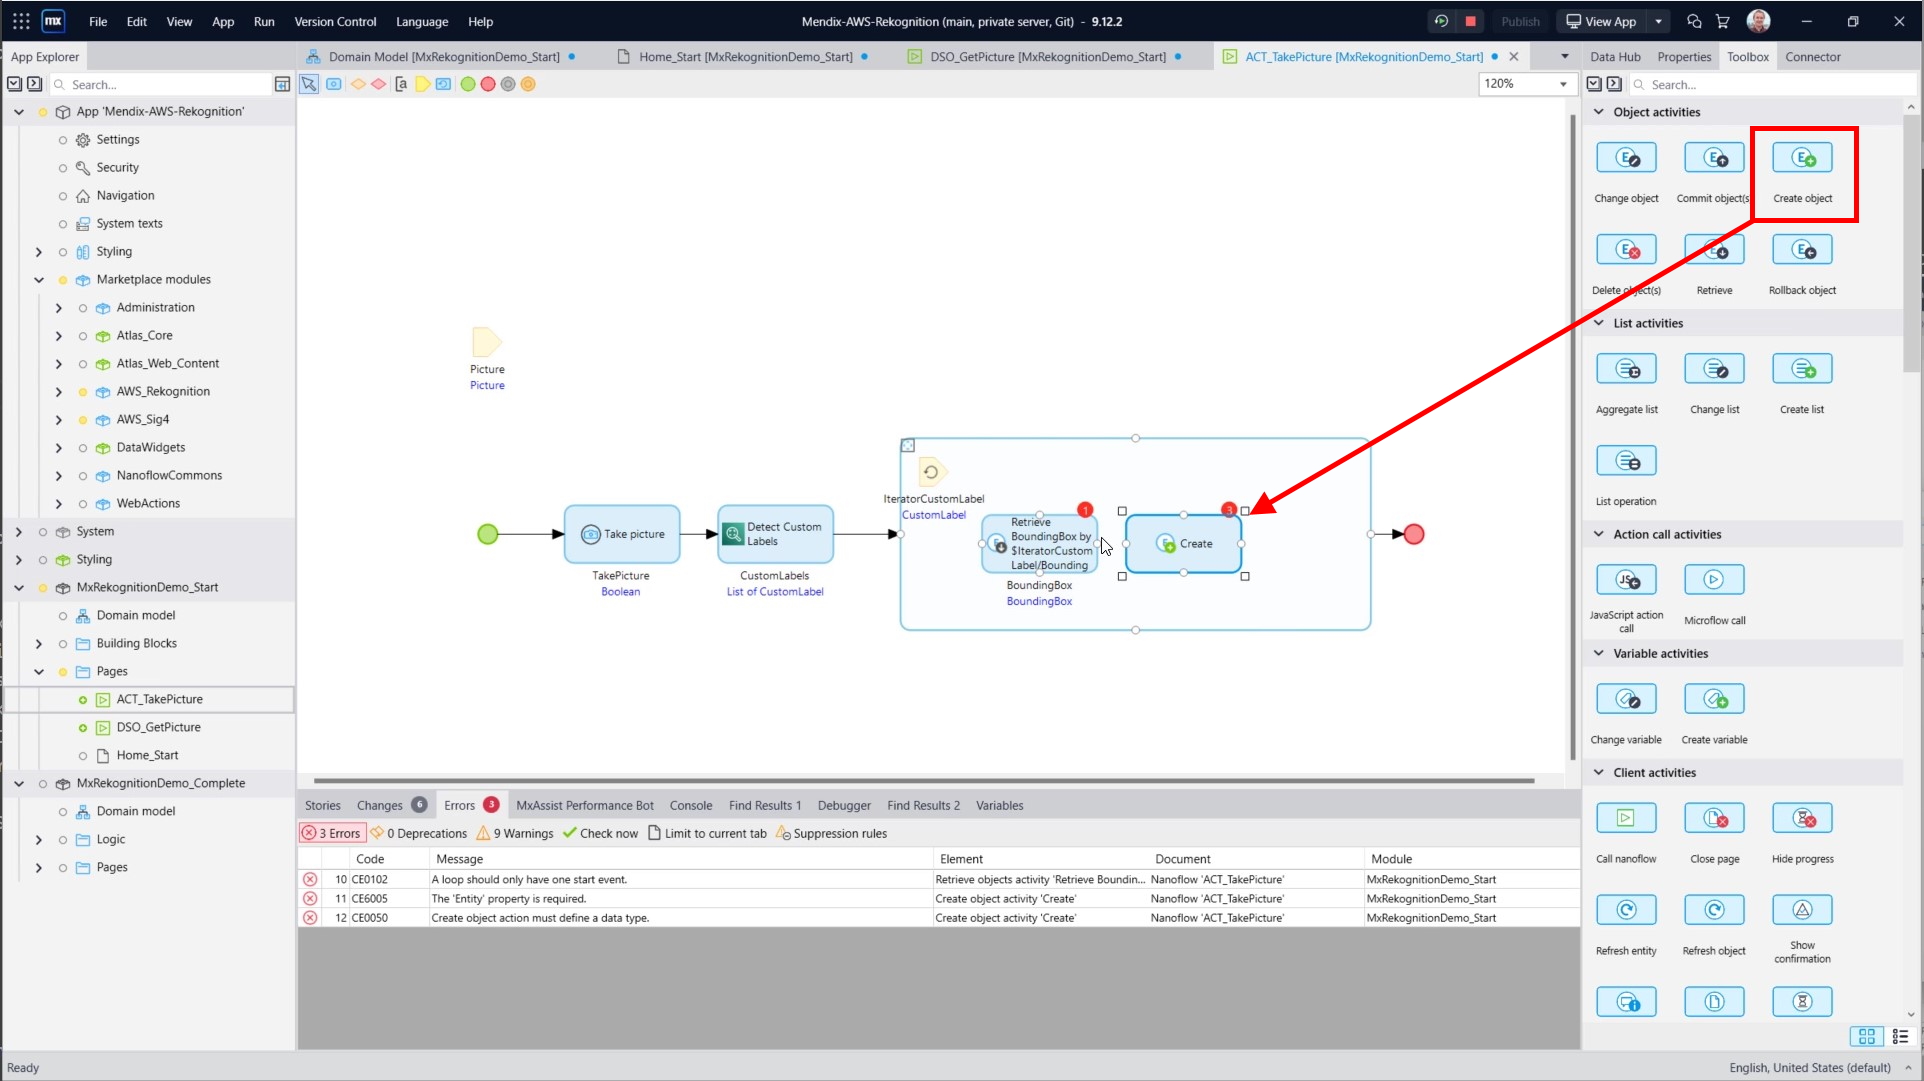 mx File Edit View App Run Version Control Language Help
Mendix-AWS-Rekognition (main, private server, Git) - 9.12.2
Publish View App
App Explorer
Domain Model [MxRekognitionDemo_Start]
Home_Start [MxRekognitionDemo_Start]
DSO_GetPicture [MxRekognitionDemo_Start]
ACT_TakePicture [MxRekognitionDemo_Start]
Data Hub Properties Toolbox Connector
Search...
120%
Search...
App 'Mendix-AWS-Rekognition'
Settings
Security
Navigation
System texts
Styling
Marketplace modules
Administration
Atlas_Core
Atlas_Web_Content
AWS_Rekognition
AWS_Sig4
DataWidgets
NanoflowCommons
WebActions
System
Styling
MxRekognitionDemo_Start
Domain model
Building Blocks
Pages
ACT_TakePicture
DSO_GetPicture
Home_Start
MxRekognitionDemo_Complete
Domain model
Logic
Pages
Picture
Picture
Take picture
TakePicture
Boolean
Detect Custom
Labels
CustomLabels
List of CustomLabel
IteratorCustomLabel
CustomLabel
1
Retrieve
BoundingBox by
$IteratorCustom
Label/Bounding
BoundingBox
BoundingBox
3
Create
Object activities
Change object
Commit object(s
Create object
Delete object(s)
Retrieve
Rollback object
List activities
Aggregate list
Change list
Create list
List operation
Action call activities
JavaScript action
call
Microflow call
Variable activities
Change variable
Create variable
Client activities
Call nanoflow
Close page
Hide progress
Refresh entity
Refresh object
Show
confirmation
Stories Changes 6 Errors 3 MxAssist Performance Bot Console Find Results 1 Debugger Find Results 2 Variables
3 Errors 0 Deprecations 9 Warnings Check now Limit to current tab Suppression rules
Code Message Element Document Module
10 CE0102 A loop should only have one start event. Retrieve objects activity 'Retrieve Boundin... Nanoflow 'ACT_TakePicture' MxRekognitionDemo_Start
11 CE6005 The 'Entity' property is required. Create object activity 'Create' Nanoflow 'ACT_TakePicture' MxRekognitionDemo_Start
12 CE0050 Create object action must define a data type. Create object activity 'Create' Nanoflow 'ACT_TakePicture' MxRekognitionDemo_Start
Ready
English, United States (default)